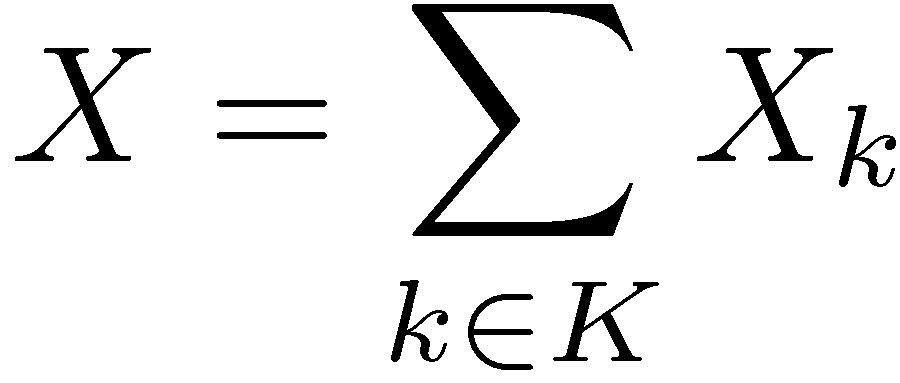 X = ∑ X_k
k∈K